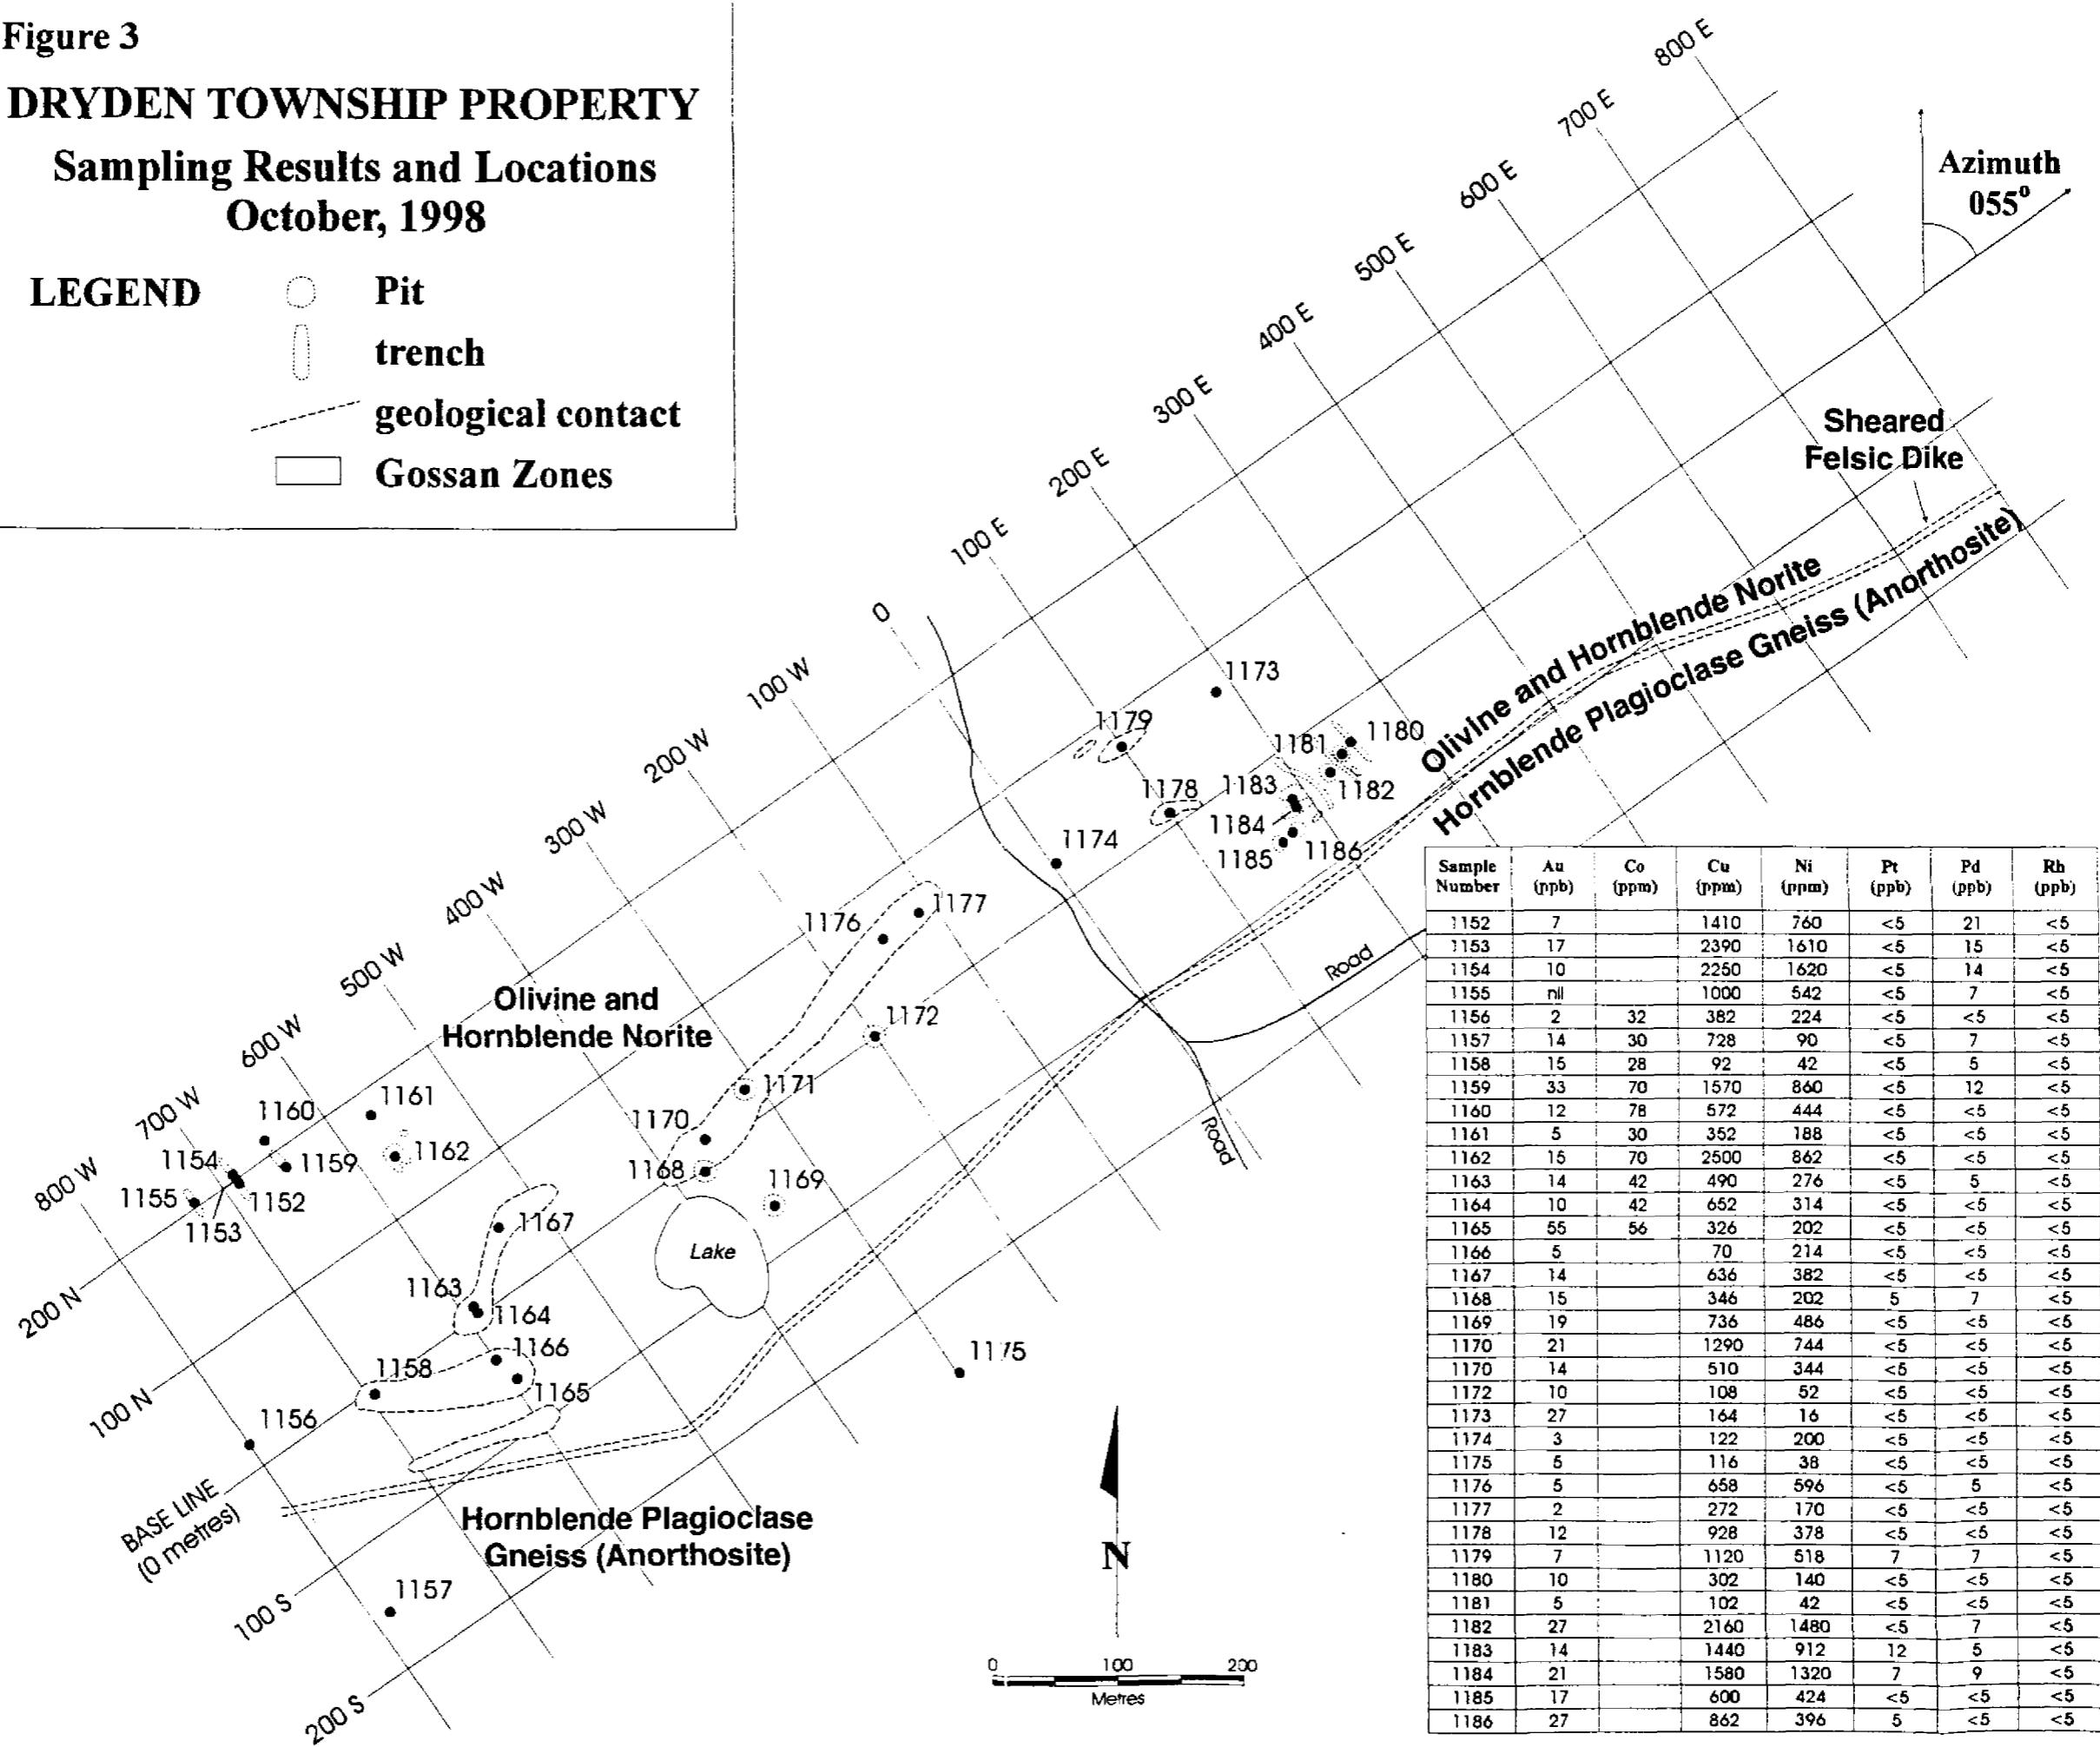 Figure 3
DRYDEN TOWNSHIP PROPERTY
Sampling Results and Locations
October, 1998
LEGEND
Pit
trench
geological contact
Gossan Zones
800 E
700 E
600 E
500 E
400 E
300 E
200 E
100 E
0
100 W
200 W
300 W
400 W
500 W
600 W
700 W
800 W
Azimuth
055°
Sheared
Felsic Dike
Olivine and Hornblende Norite
Hornblende Plagioclase Gneiss (Anorthosite)
1173
1179
1180
1181
1178
1183
1182
1184
1174
1185
1186
1177
1176
1172
Road
Road
Olivine and
Hornblende Norite
1171
1170
1168
1169
1161
1160
1162
1159
1154
1155
1152
1153
1167
Lake
1163
1164
1166
1158
1165
1175
1156
1157
200 N
100 N
BASE LINE
(0 metres)
100 S
200 S
Hornblende Plagioclase
Gneiss (Anorthosite)
N
0 100 200
Metres
Sample Number Au (ppb) Co (ppm) Cu (ppm) Ni (ppm) Pt (ppb) Pd (ppb) Rh (ppb)
1152 7 1410 760 <5 21 <5
1153 17 2390 1610 <5 15 <5
1154 10 2250 1620 <5 14 <5
1155 nil 1000 542 <5 7 <5
1156 2 32 382 224 <5 <5 <5
1157 14 30 728 90 <5 7 <5
1158 15 28 92 42 <5 5 <5
1159 33 70 1570 860 <5 12 <5
1160 12 78 572 444 <5 <5 <5
1161 5 30 352 188 <5 <5 <5
1162 15 70 2500 862 <5 <5 <5
1163 14 42 490 276 <5 5 <5
1164 10 42 652 314 <5 <5 <5
1165 55 56 326 202 <5 <5 <5
1166 5 70 214 <5 <5 <5
1167 14 636 382 <5 <5 <5
1168 15 346 202 5 7 <5
1169 19 736 486 <5 <5 <5
1170 21 1290 744 <5 <5 <5
1170 14 510 344 <5 <5 <5
1172 10 108 52 <5 <5 <5
1173 27 164 16 <5 <5 <5
1174 3 122 200 <5 <5 <5
1175 5 116 38 <5 <5 <5
1176 5 658 596 <5 5 <5
1177 2 272 170 <5 <5 <5
1178 12 928 378 <5 <5 <5
1179 7 1120 518 7 7 <5
1180 10 302 140 <5 <5 <5
1181 5 102 42 <5 <5 <5
1182 27 2160 1480 <5 7 <5
1183 14 1440 912 12 5 <5
1184 21 1580 1320 7 9 <5
1185 17 600 424 <5 <5 <5
1186 27 862 396 5 <5 <5